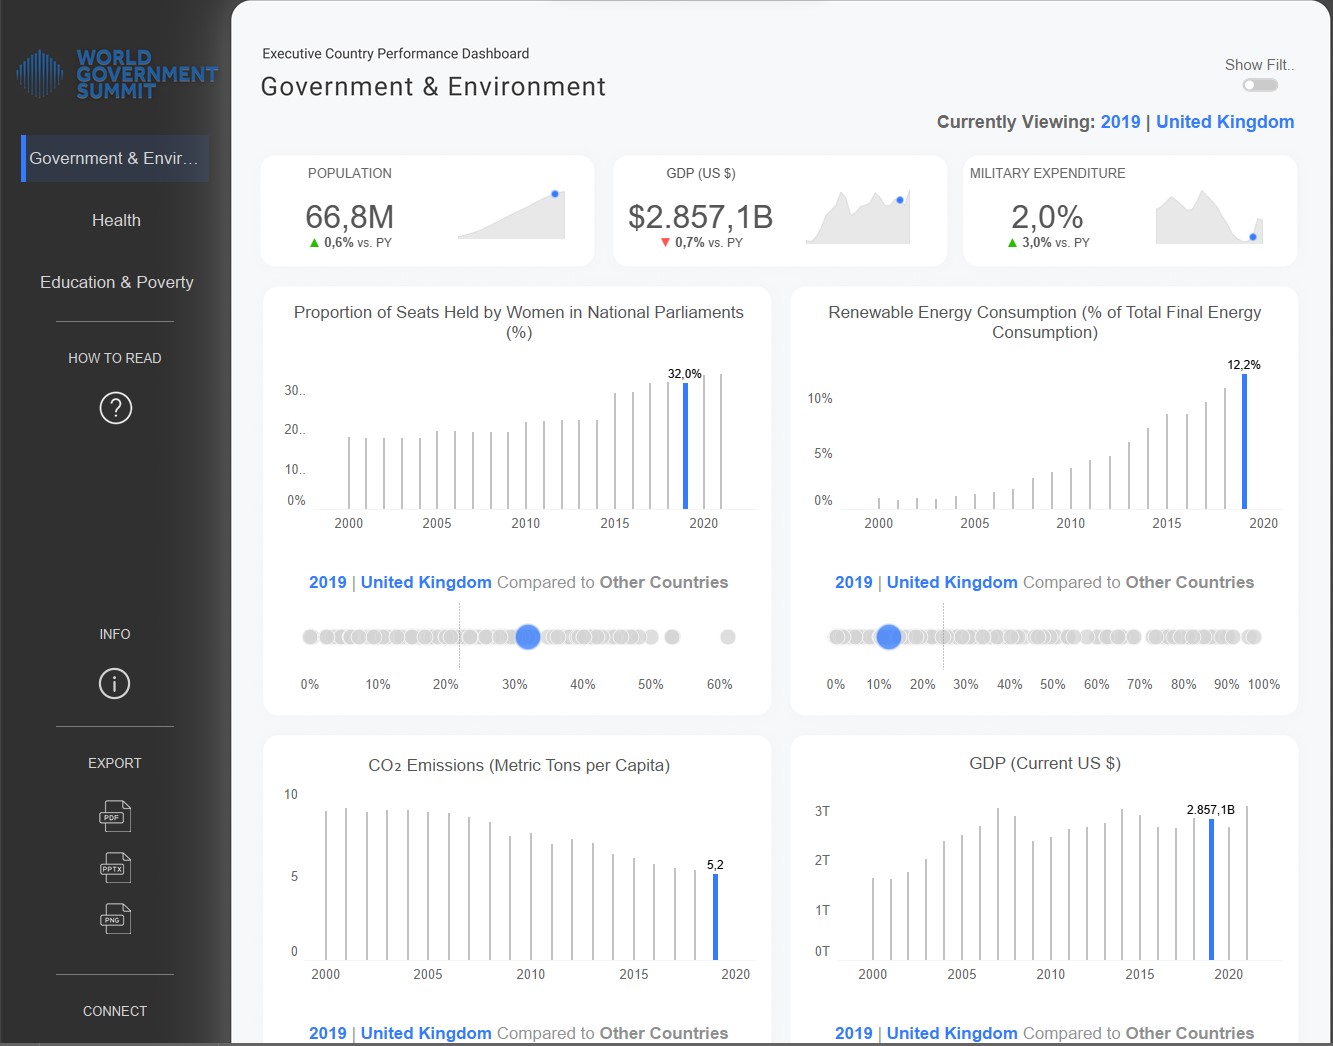 WORLD
GOVERNMENT
SUMMIT
Government & Envir...
Health
Education & Poverty
HOW TO READ
?
INFO
i
EXPORT
PDF
PPTX
PNG
CONNECT
Executive Country Performance Dashboard
Government & Environment
Show Filt..
Currently Viewing: 2019 | United Kingdom
POPULATION
66,8M
▲ 0,6% vs. PY
GDP (US $)
$2.857,1B
▼ 0,7% vs. PY
MILITARY EXPENDITURE
2,0%
▲ 3,0% vs. PY
Proportion of Seats Held by Women in National Parliaments
(%)
32,0%
30..
20..
10..
0%
2000 2005 2010 2015 2020
2019 | United Kingdom Compared to Other Countries
0% 10% 20% 30% 40% 50% 60%
Renewable Energy Consumption (% of Total Final Energy
Consumption)
12,2%
10%
5%
0%
2000 2005 2010 2015 2020
2019 | United Kingdom Compared to Other Countries
0% 10% 20% 30% 40% 50% 60% 70% 80% 90% 100%
CO₂ Emissions (Metric Tons per Capita)
10
5,2
5
0
2000 2005 2010 2015 2020
2019 | United Kingdom Compared to Other Countries
GDP (Current US $)
2.857,1B
3T
2T
1T
0T
2000 2005 2010 2015 2020
2019 | United Kingdom Compared to Other Countries